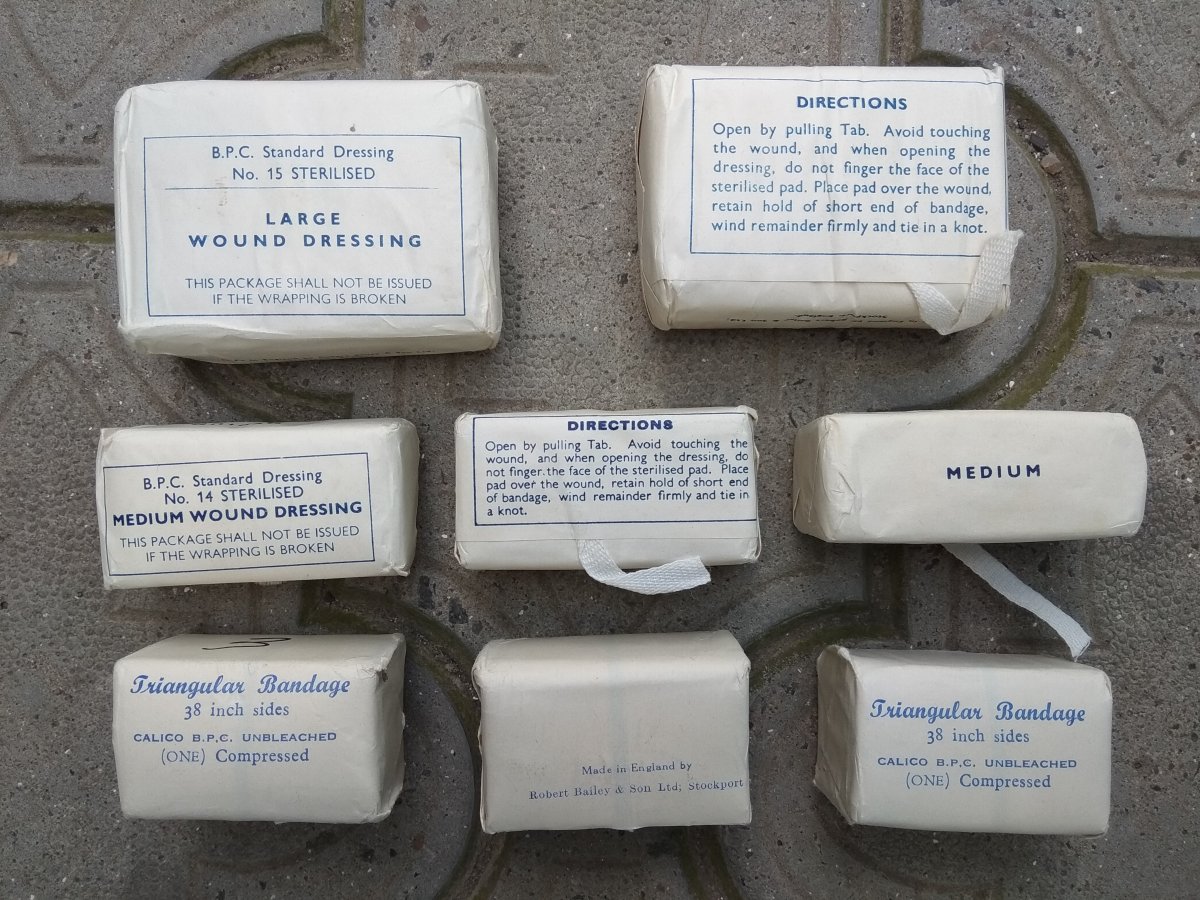 B.P.C. Standard Dressing
No. 15 STERILISED
LARGE
WOUND DRESSING
THIS PACKAGE SHALL NOT BE ISSUED
IF THE WRAPPING IS BROKEN
DIRECTIONS
Open by pulling Tab. Avoid touching
the wound, and when opening the
dressing, do not finger the face of the
sterilised pad. Place pad over the wound,
retain hold of short end of bandage,
wind remainder firmly and tie in a knot.
B.P.C. Standard Dressing
No. 14 STERILISED
MEDIUM WOUND DRESSING
THIS PACKAGE SHALL NOT BE ISSUED
IF THE WRAPPING IS BROKEN
DIRECTIONS
Open by pulling Tab. Avoid touching the
wound, and when opening the dressing, do
not finger.the face of the sterilised pad. Place
pad over the wound, retain hold of short end
of bandage, wind remainder firmly and tie in
a knot.
MEDIUM
Triangular Bandage
38 inch sides
CALICO B.P.C. UNBLEACHED
(ONE) Compressed
Made in England by
Robert Bailey & Son Ltd; Stockport
Triangular Bandage
38 inch sides
CALICO B.P.C. UNBLEACHED
(ONE) Compressed